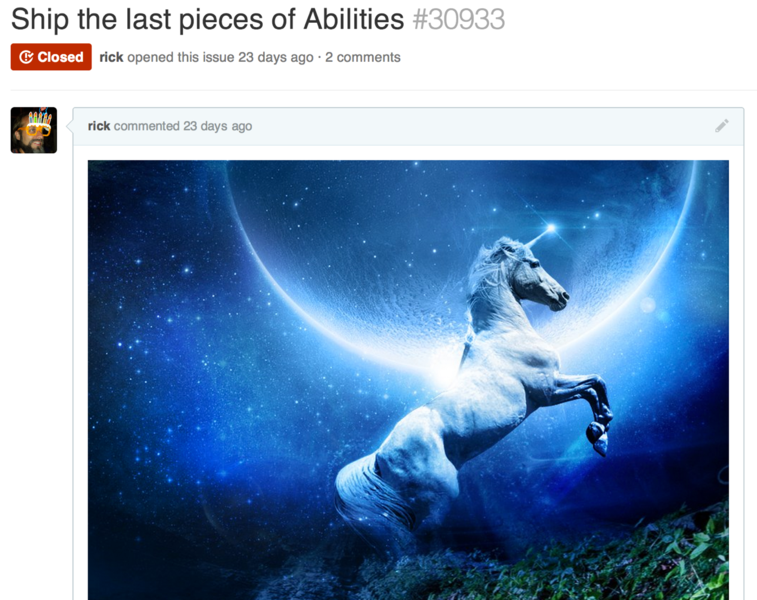 Ship the last pieces of Abilities #30933
Closed rick opened this issue 23 days ago · 2 comments
rick commented 23 days ago